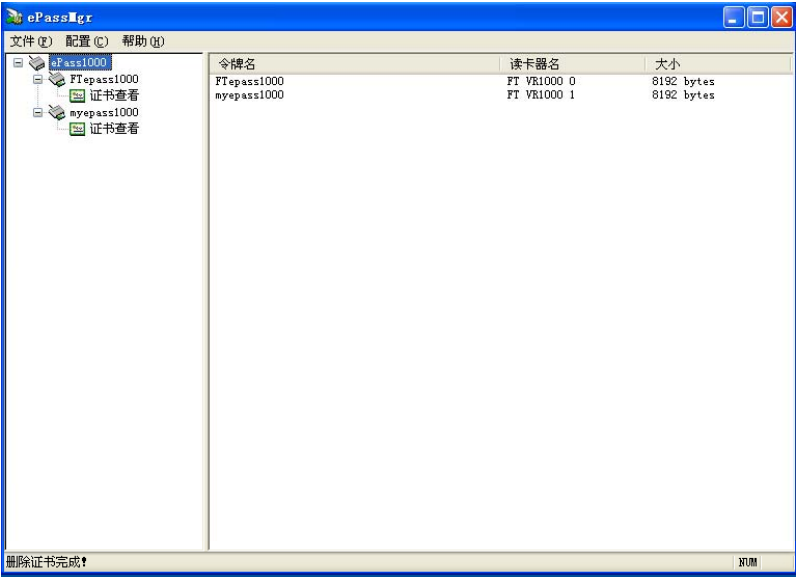 ePassMgr
文件(F) 配置(C) 帮助(H)
ePass1000
FTepass1000
证书查看
myepass1000
证书查看
令牌名 读卡器名 大小
FTepass1000 FT VR1000 0 8192 bytes
myepass1000 FT VR1000 1 8192 bytes
删除证书完成! NUM